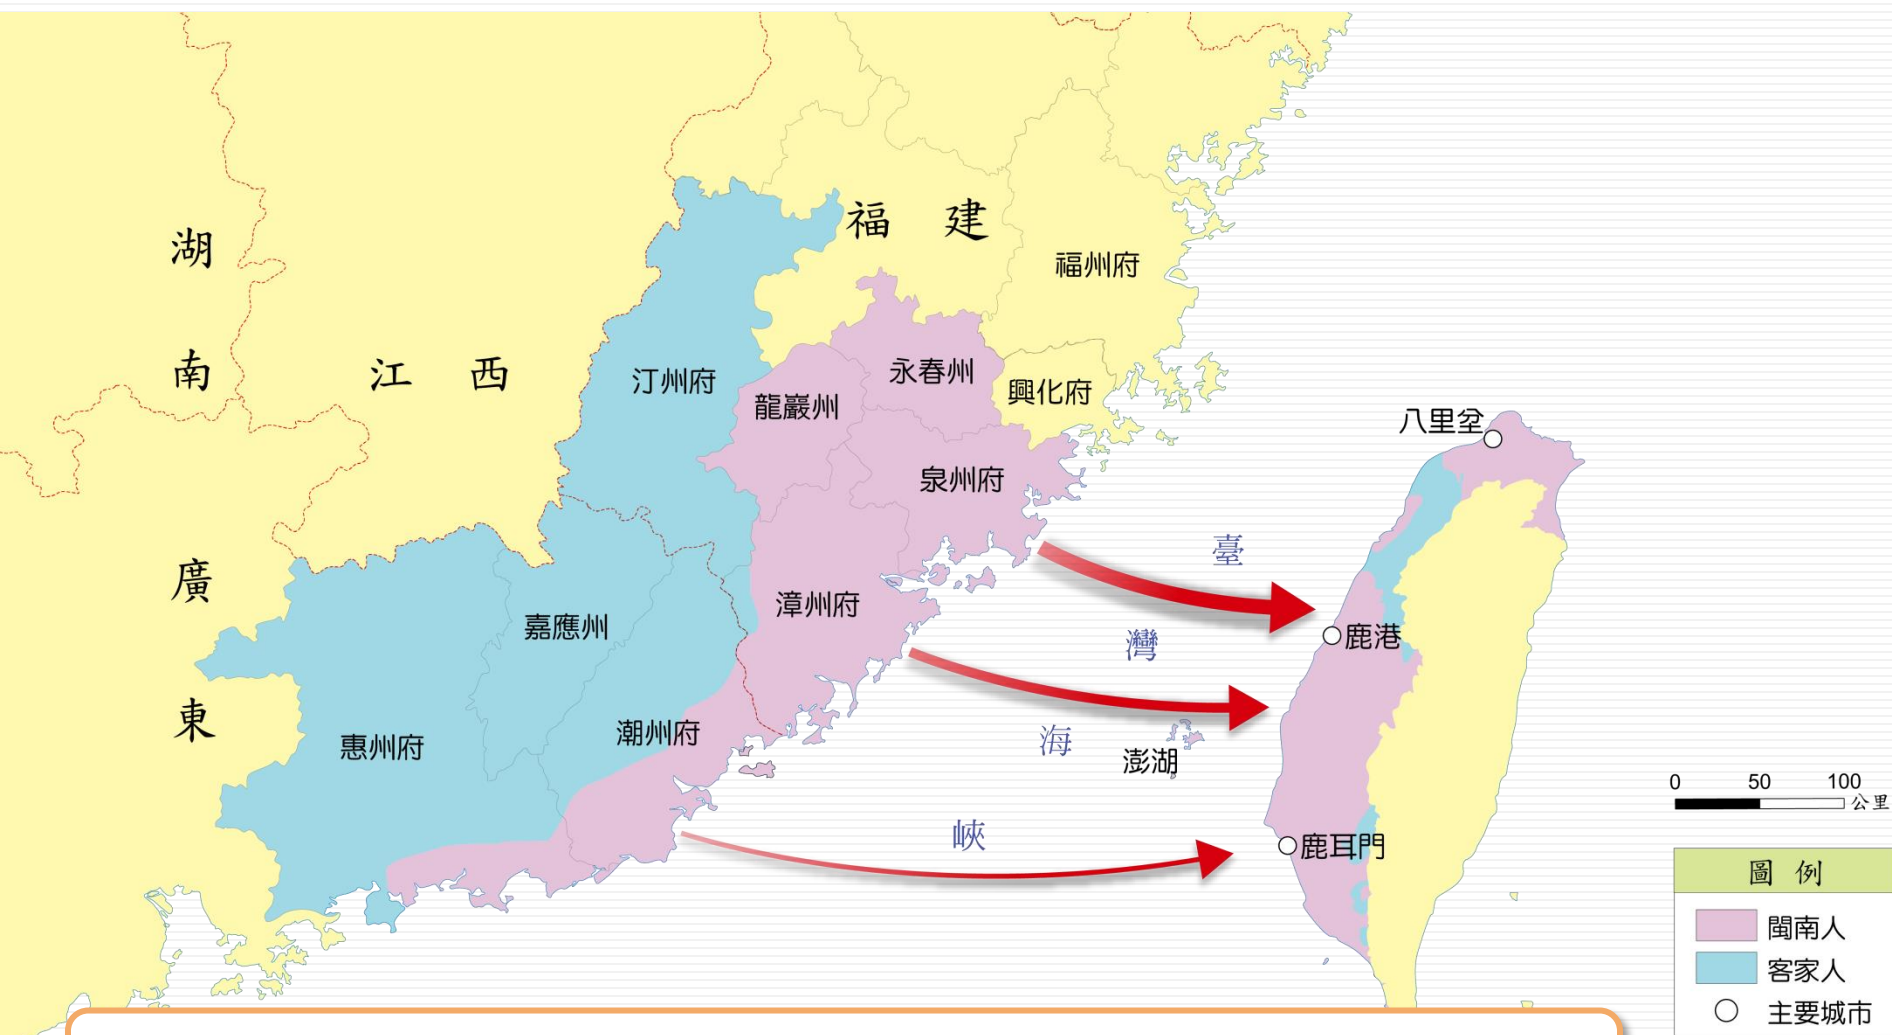 湖南
江西
福建
廣東
福州府
永春州
興化府
汀州府
龍巖州
泉州府
漳州府
嘉應州
潮州府
惠州府
臺灣海峽
澎湖
八里坌
鹿港
鹿耳門
0 50 100
公里
圖例
閩南人
客家人
主要城市